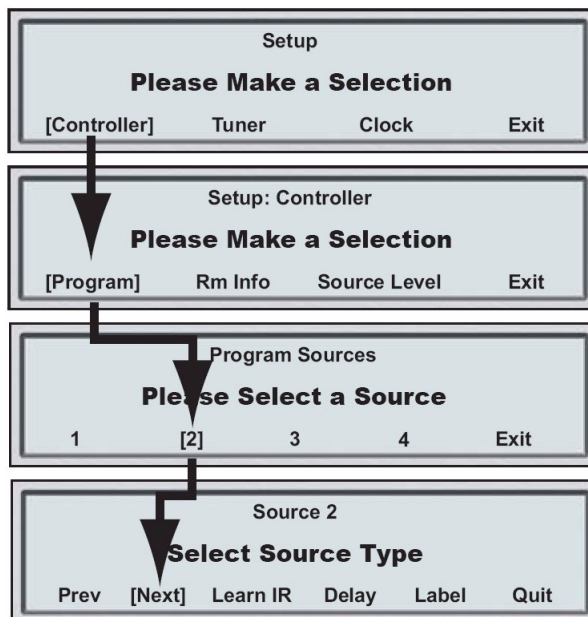 Setup
Please Make a Selection
[Controller] Tuner Clock Exit
Setup: Controller
Please Make a Selection
[Program] Rm Info Source Level Exit
Program Sources
Please Select a Source
1 [2] 3 4 Exit
Source 2
Select Source Type
Prev [Next] Learn IR Delay Label Quit